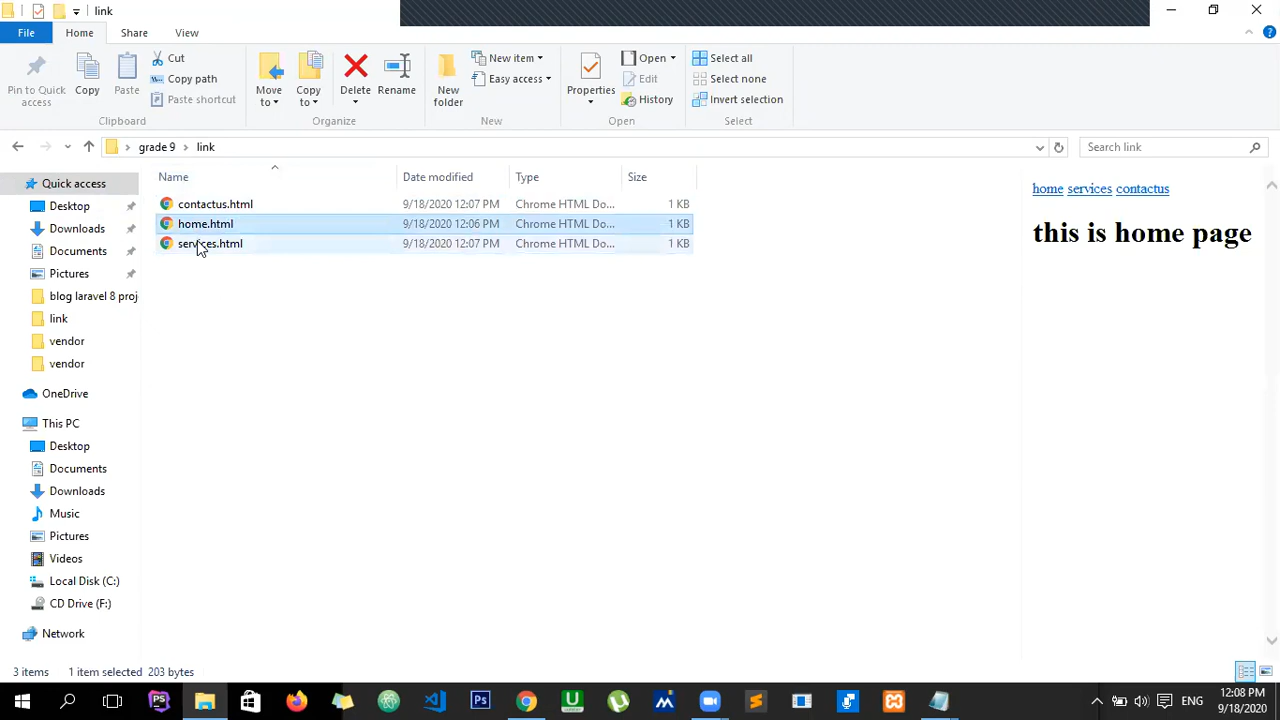 link
File Home Share View
Pin to Quick access
Copy
Paste
Cut
Copy path
Paste shortcut
Clipboard
Move to
Copy to
Delete
Rename
Organize
New folder
New item
Easy access
New
Properties
Open
Edit
History
Open
Select all
Select none
Invert selection
Select
grade 9 link
Search link
Name Date modified Type Size
contactus.html 9/18/2020 12:07 PM Chrome HTML Do... 1 KB
home.html 9/18/2020 12:06 PM Chrome HTML Do... 1 KB
services.html 9/18/2020 12:07 PM Chrome HTML Do... 1 KB
Quick access
Desktop
Downloads
Documents
Pictures
blog laravel 8 proj
link
vendor
vendor
OneDrive
This PC
Desktop
Documents
Downloads
Music
Pictures
Videos
Local Disk (C:)
CD Drive (F:)
Network
home services contactus
this is home page
3 items 1 item selected 203 bytes
ENG
12:08 PM
9/18/2020